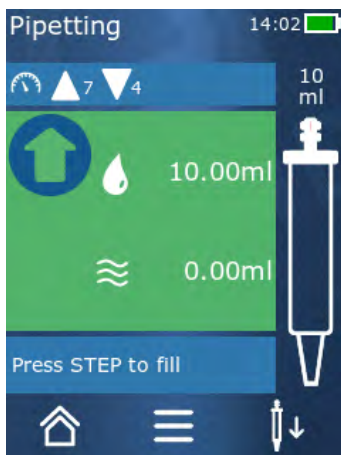 Pipetting 14:02
7 4
10
ml
10.00ml
0.00ml
Press STEP to fill